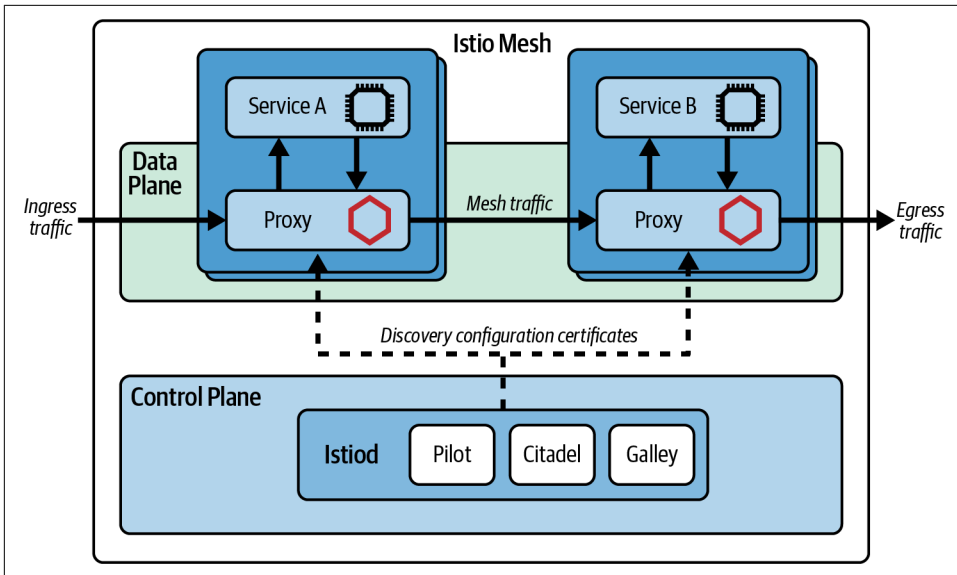 Istio Mesh
Service A
Service B
Data
Plane
Ingress
traffic
Proxy
Mesh traffic
Proxy
Egress
traffic
Discovery configuration certificates
Control Plane
Istiod
Pilot
Citadel
Galley